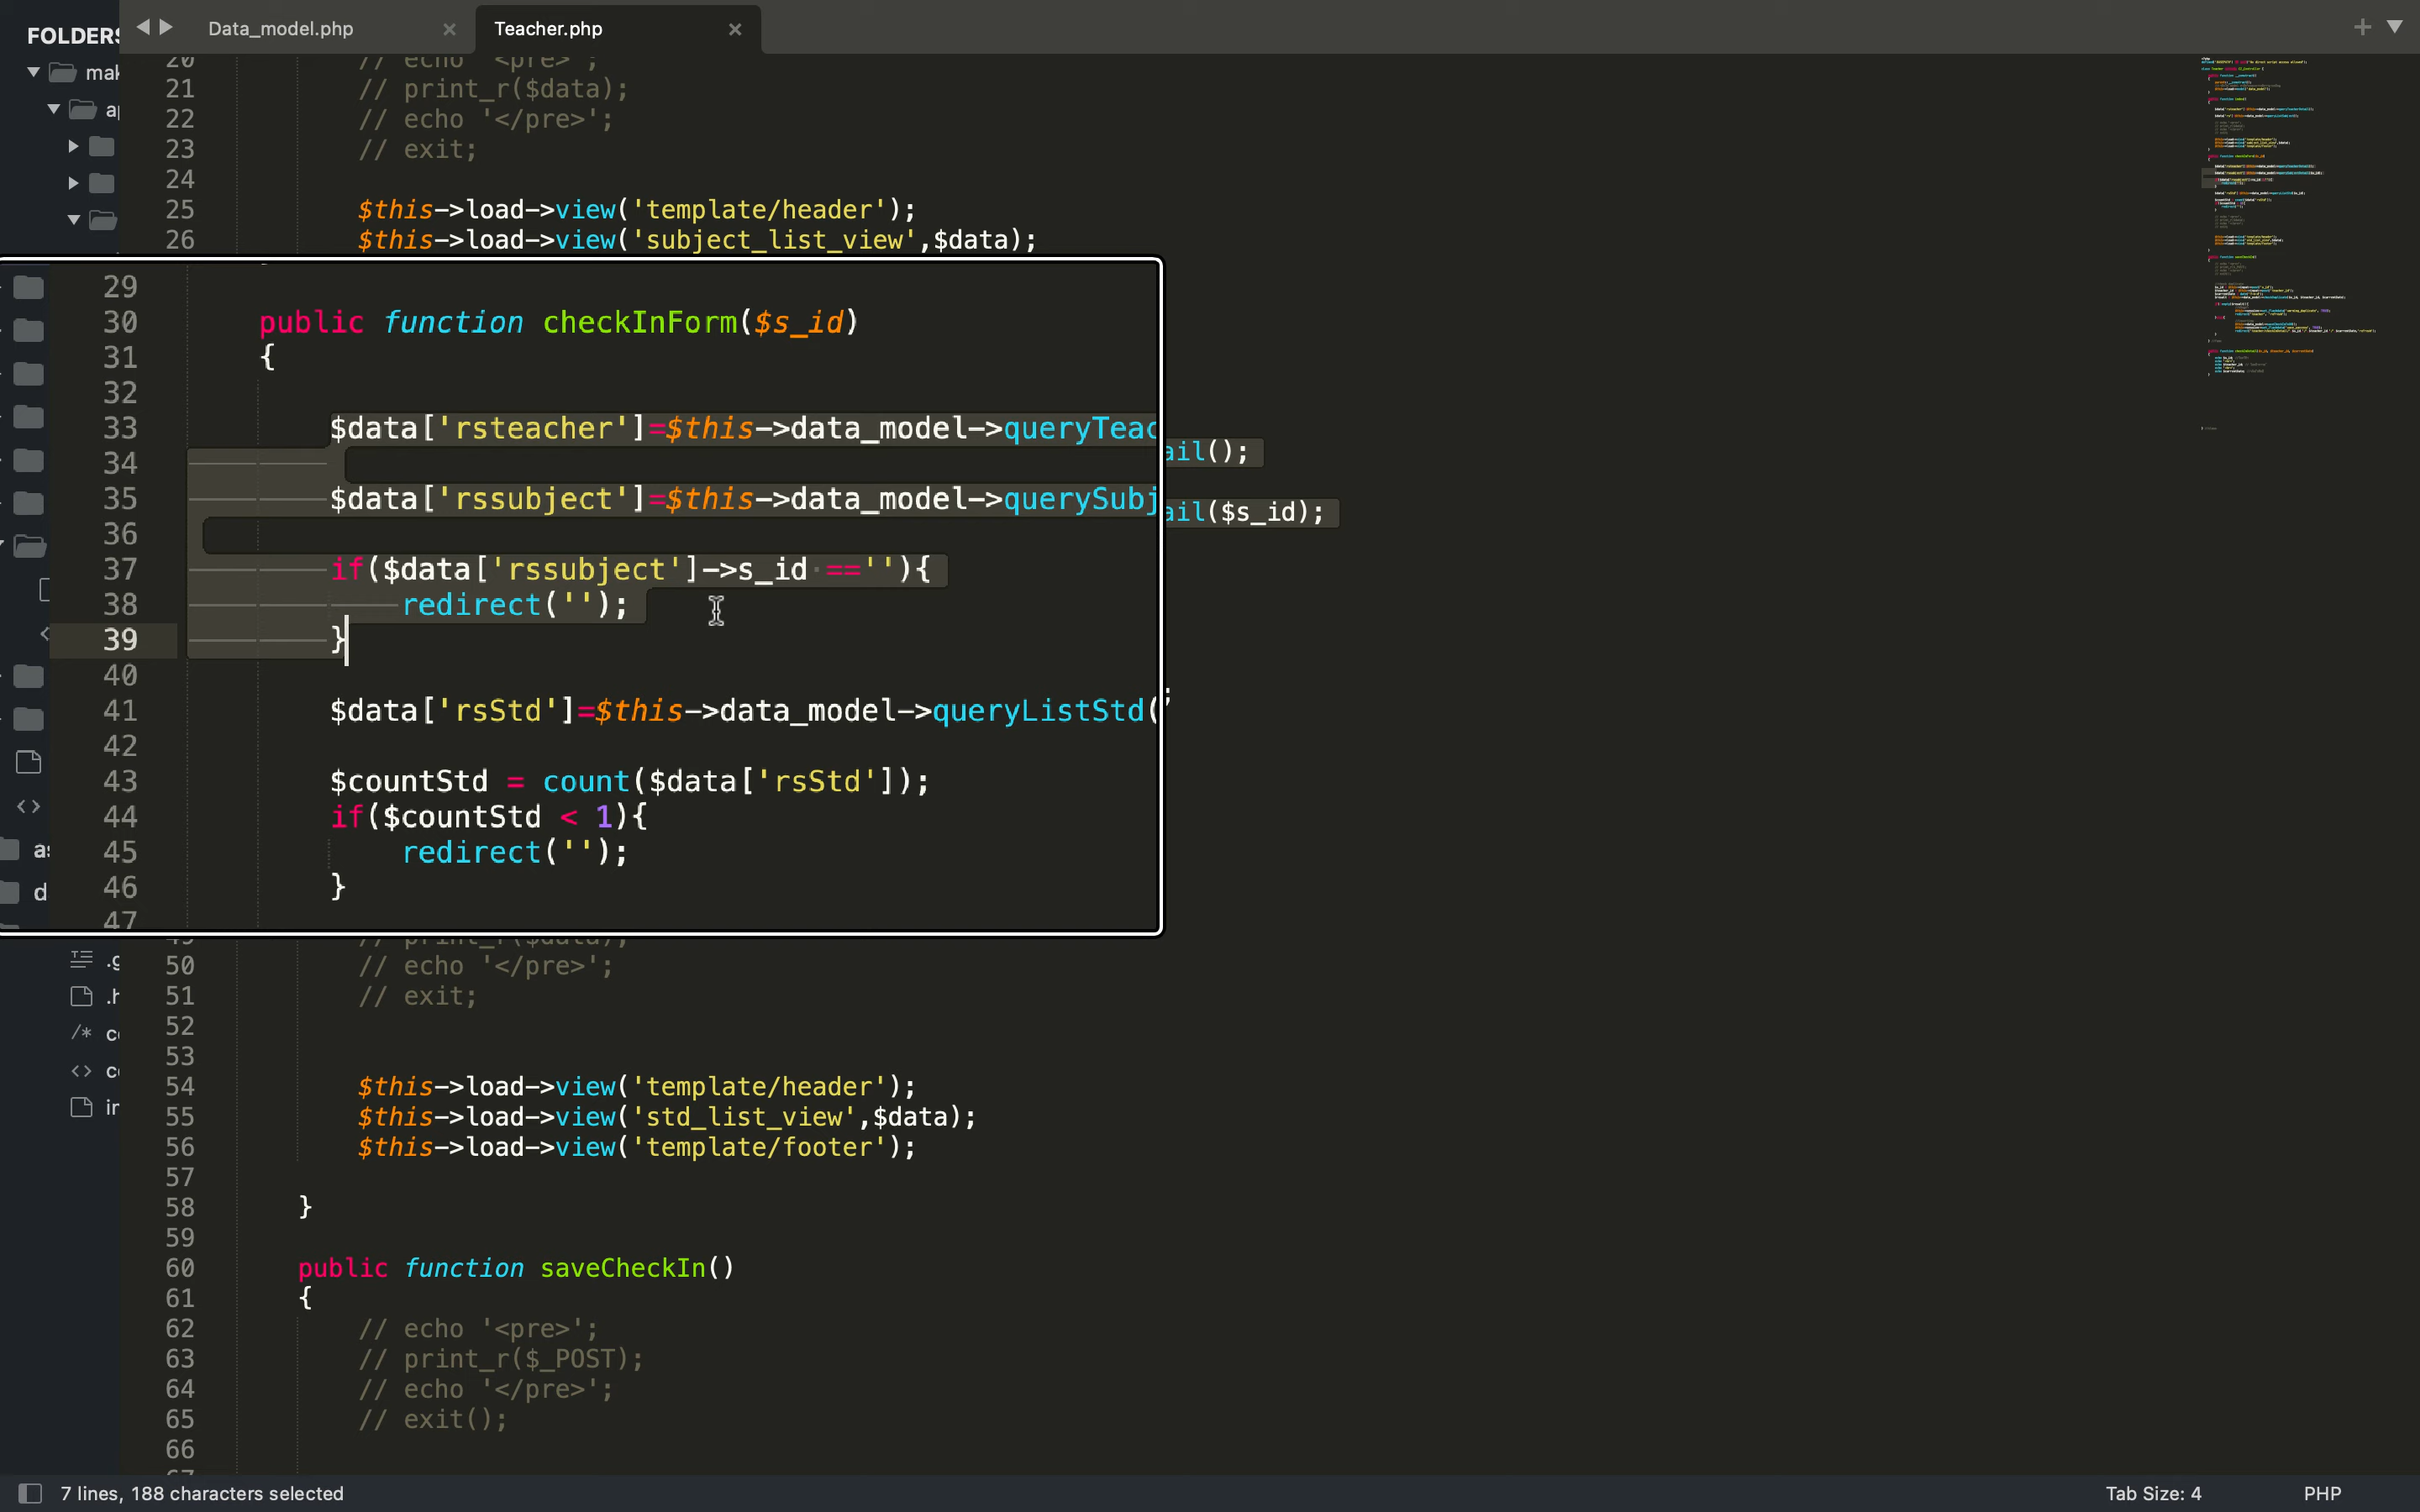 FOLDERS
Data_model.php
Teacher.php
20 // echo '<pre>';
21 // print_r($data);
22 // echo '</pre>';
23 // exit;
24
25 $this->load->view('template/header');
26 $this->load->view('subject_list_view',$data);
29
30 public function checkInForm($s_id)
31 {
32
33 $data['rsteacher']=$this->data_model->queryTeac
ail();
34
35 $data['rssubject']=$this->data_model->querySubj
ail($s_id);
36
37 if($data['rssubject']->s_id ==''){
38 redirect('');
39 }
40
41 $data['rsStd']=$this->data_model->queryListStd(
;
42
43 $countStd = count($data['rsStd']);
44 if($countStd < 1){
45 redirect('');
46 }
47
49 // print_r($data);
50 // echo '</pre>';
51 // exit;
52
53
54 $this->load->view('template/header');
55 $this->load->view('std_list_view',$data);
56 $this->load->view('template/footer');
57
58 }
59
60 public function saveCheckIn()
61 {
62 // echo '<pre>';
63 // print_r($_POST);
64 // echo '</pre>';
65 // exit();
66
7 lines, 188 characters selected
Tab Size: 4
PHP